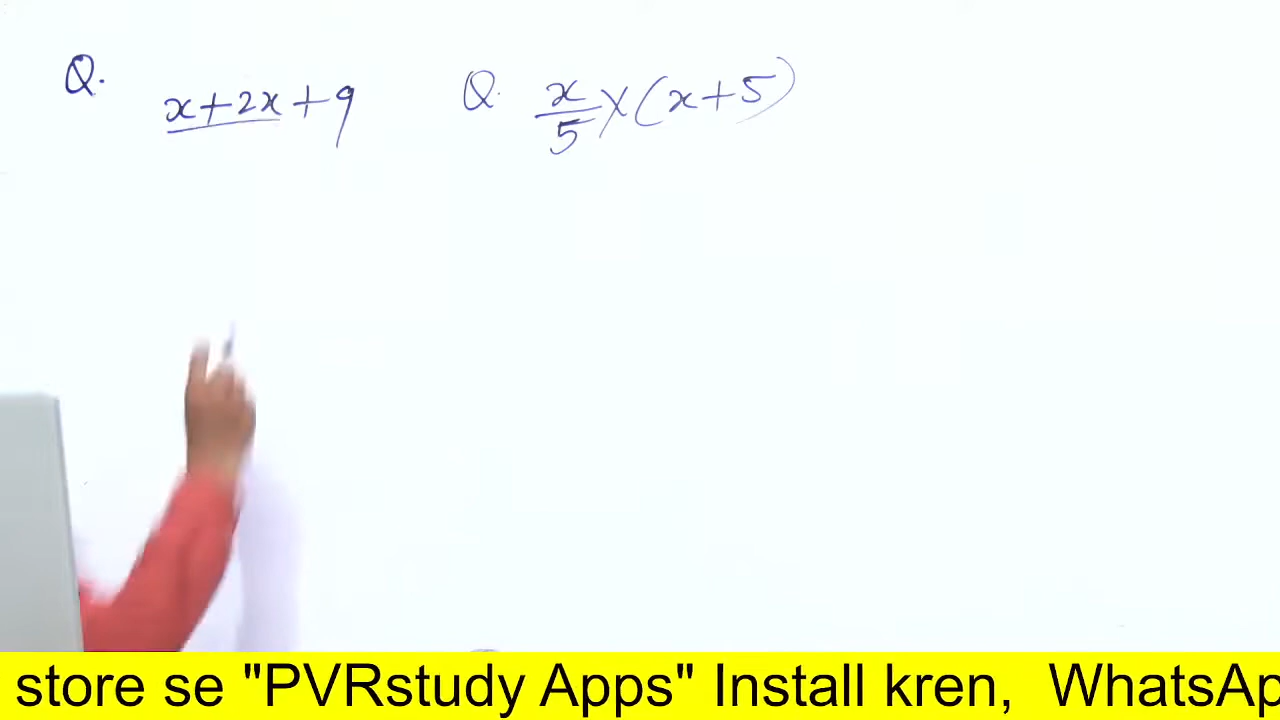 Q. x+2x+9
Q. x/5 × (x+5)
store se "PVRstudy Apps" Install kren, WhatsAp